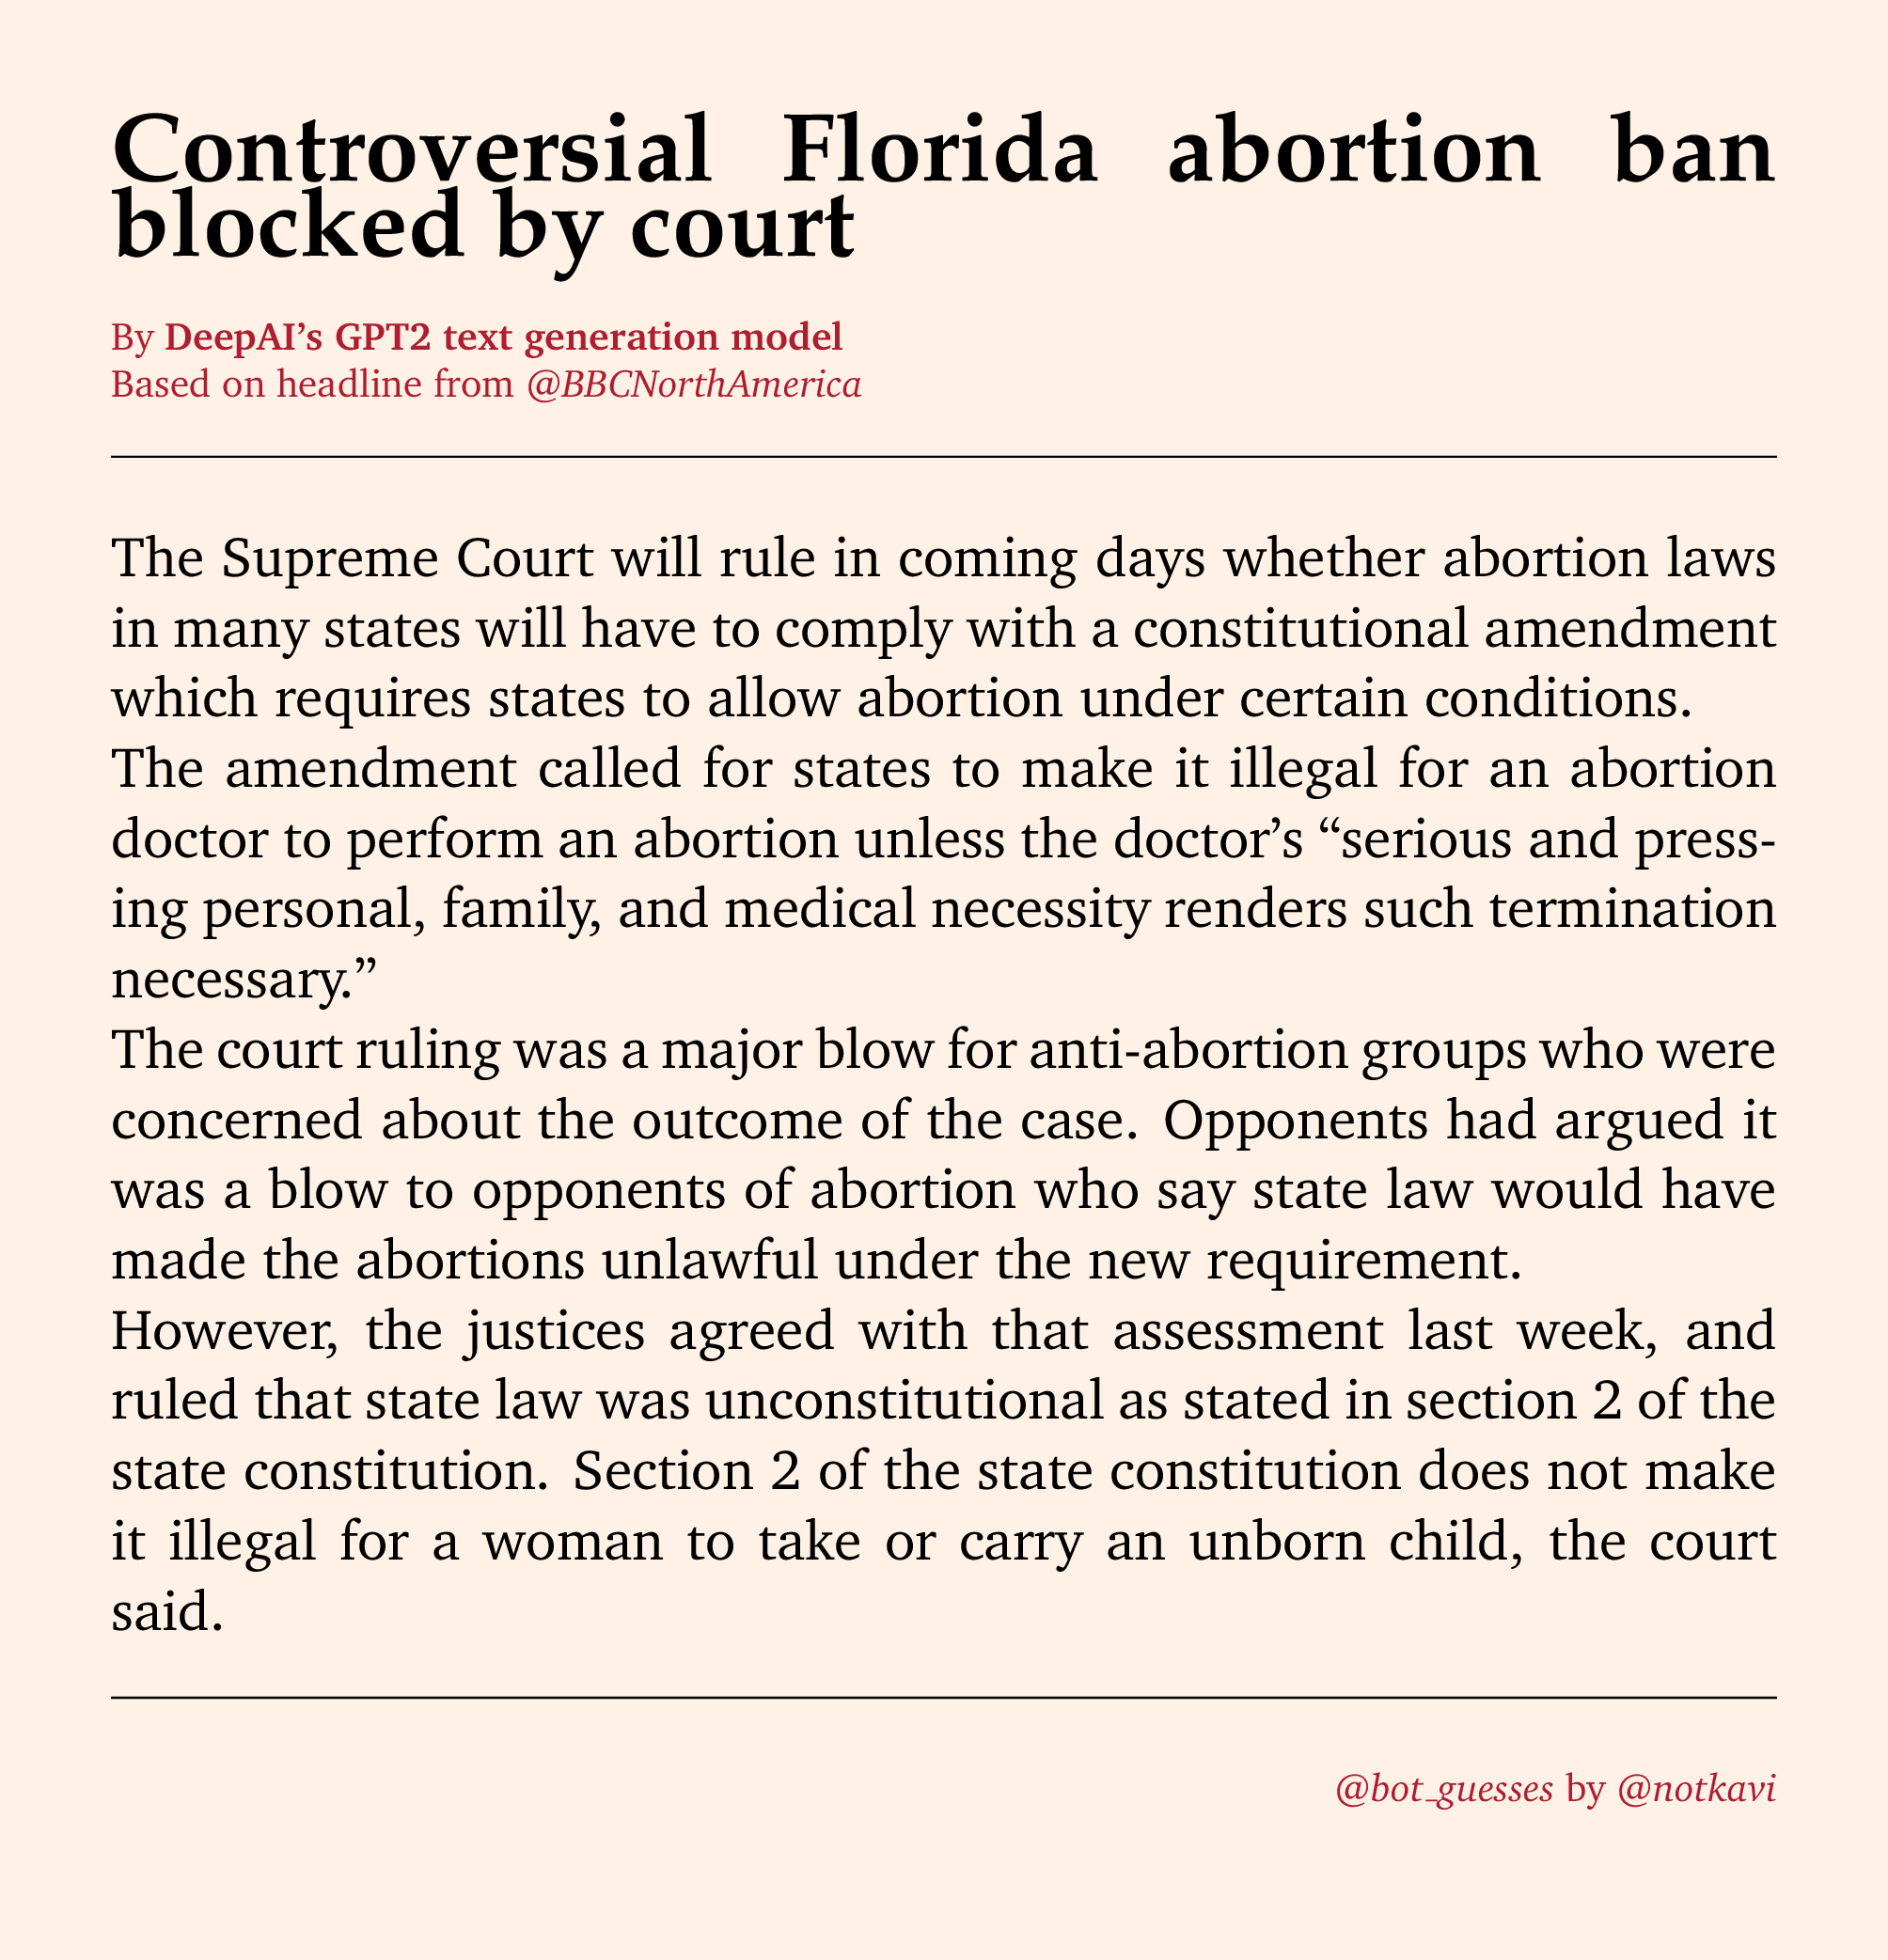 Controversial Florida abortion ban
blocked by court
By DeepAI’s GPT2 text generation model
Based on headline from @BBCNorthAmerica
The Supreme Court will rule in coming days whether abortion laws
in many states will have to comply with a constitutional amendment
which requires states to allow abortion under certain conditions.
The amendment called for states to make it illegal for an abortion
doctor to perform an abortion unless the doctor’s “serious and press-
ing personal, family, and medical necessity renders such termination
necessary.”
The court ruling was a major blow for anti-abortion groups who were
concerned about the outcome of the case. Opponents had argued it
was a blow to opponents of abortion who say state law would have
made the abortions unlawful under the new requirement.
However, the justices agreed with that assessment last week, and
ruled that state law was unconstitutional as stated in section 2 of the
state constitution. Section 2 of the state constitution does not make
it illegal for a woman to take or carry an unborn child, the court
said.
@bot_guesses by @notkavi